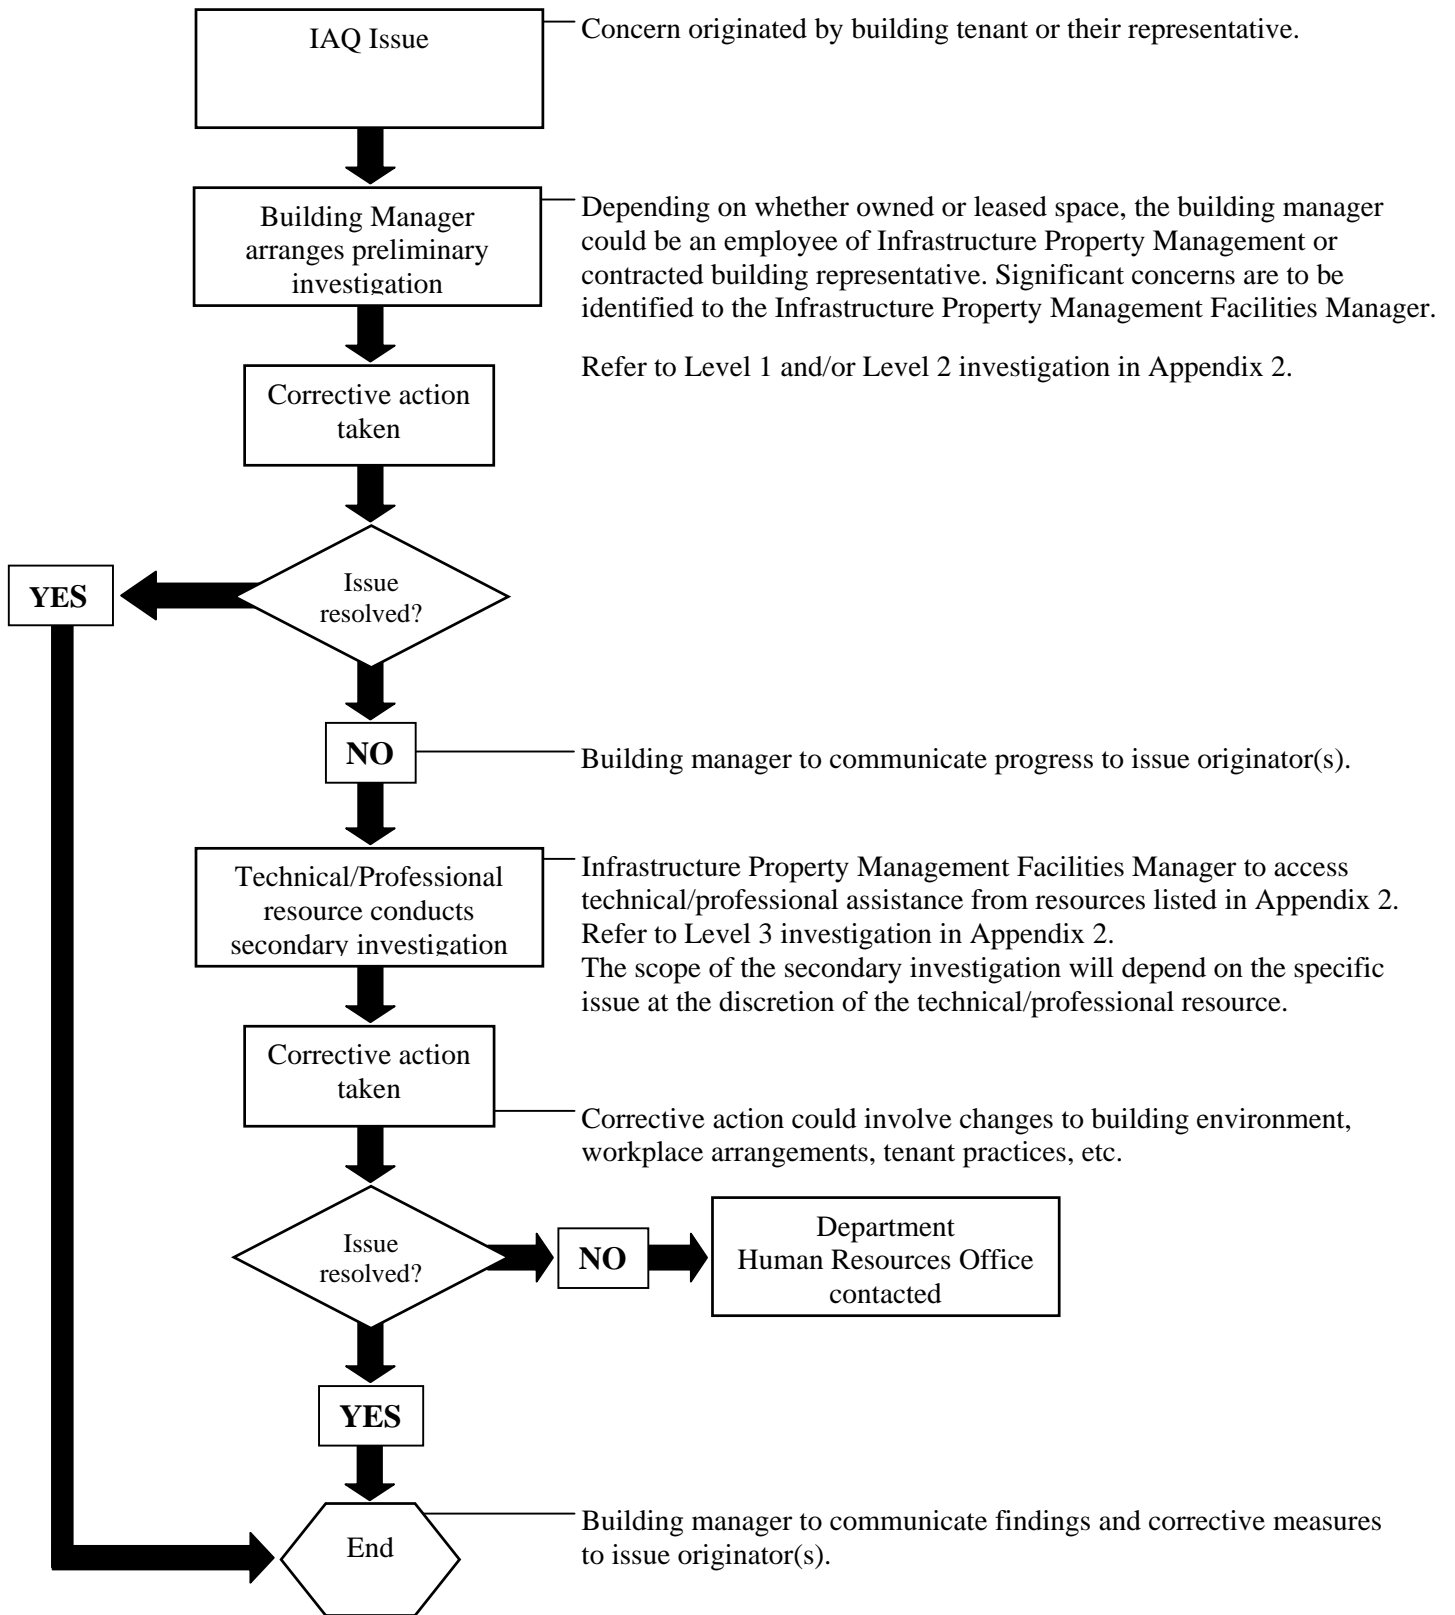 IAQ Issue
Concern originated by building tenant or their representative.
Building Manager
arranges preliminary
investigation
Depending on whether owned or leased space, the building manager
could be an employee of Infrastructure Property Management or
contracted building representative. Significant concerns are to be
identified to the Infrastructure Property Management Facilities Manager.
Refer to Level 1 and/or Level 2 investigation in Appendix 2.
Corrective action
taken
Issue
resolved?
YES
NO
Building manager to communicate progress to issue originator(s).
Technical/Professional
resource conducts
secondary investigation
Infrastructure Property Management Facilities Manager to access
technical/professional assistance from resources listed in Appendix 2.
Refer to Level 3 investigation in Appendix 2.
The scope of the secondary investigation will depend on the specific
issue at the discretion of the technical/professional resource.
Corrective action
taken
Corrective action could involve changes to building environment,
workplace arrangements, tenant practices, etc.
Issue
resolved?
NO
Department
Human Resources Office
contacted
YES
End
Building manager to communicate findings and corrective measures
to issue originator(s).